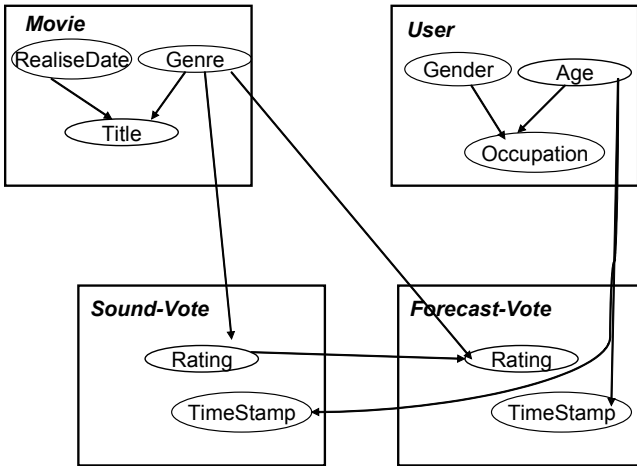 Movie
RealiseDate
Genre
Title
User
Gender
Age
Occupation
Sound-Vote
Rating
TimeStamp
Forecast-Vote
Rating
TimeStamp